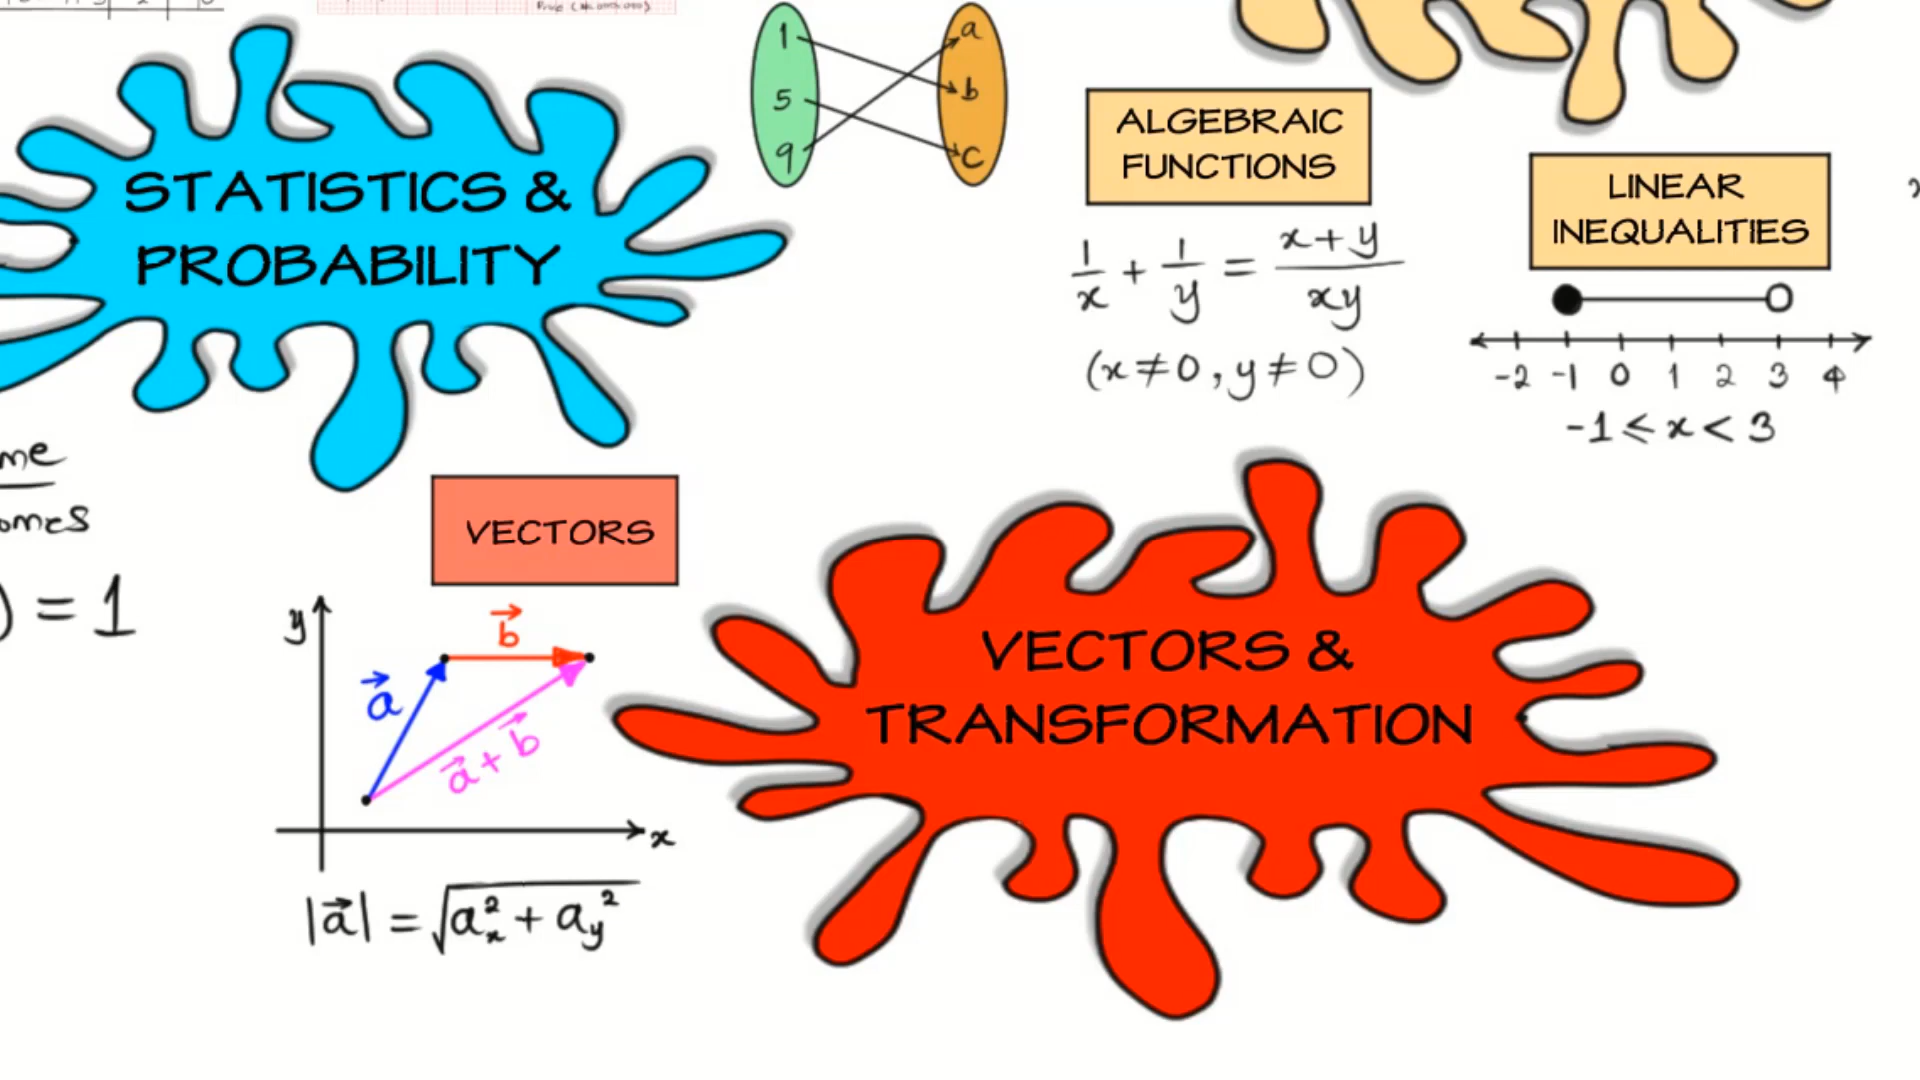 STATISTICS &
PROBABILITY
1
5
9
a
b
c
ALGEBRAIC
FUNCTIONS
1/x + 1/y = x+y/xy
(x≠0, y≠0)
LINEAR
INEQUALITIES
-2 -1 0 1 2 3 4
-1 ≤ x < 3
me
omes
) = 1
VECTORS
y
b⃗
a⃗
a⃗ + b⃗
x
|a⃗| = √aₓ² + a_y²
VECTORS &
TRANSFORMATION